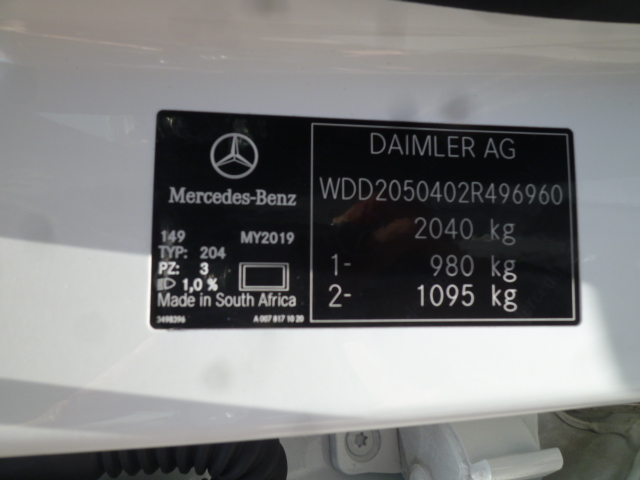 Mercedes-Benz
149 MY2019
TYP: 204
PZ: 3
1,0 %
Made in South Africa
3498396 A 007 817 10 20
DAIMLER AG
WDD2050402R496960
- 2040 kg
1- 980 kg
2- 1095 kg